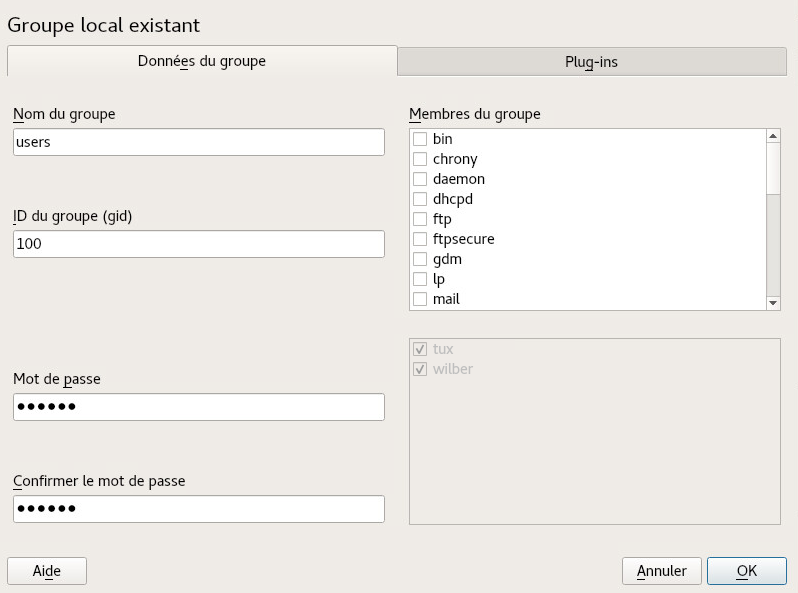 Groupe local existant
Données du groupe
Plug-ins
Nom du groupe
users
ID du groupe (gid)
100
Mot de passe
●●●●●●
Confirmer le mot de passe
●●●●●●
Membres du groupe
bin
chrony
daemon
dhcpd
ftp
ftpsecure
gdm
lp
mail
tux
wilber
Aide
Annuler
OK